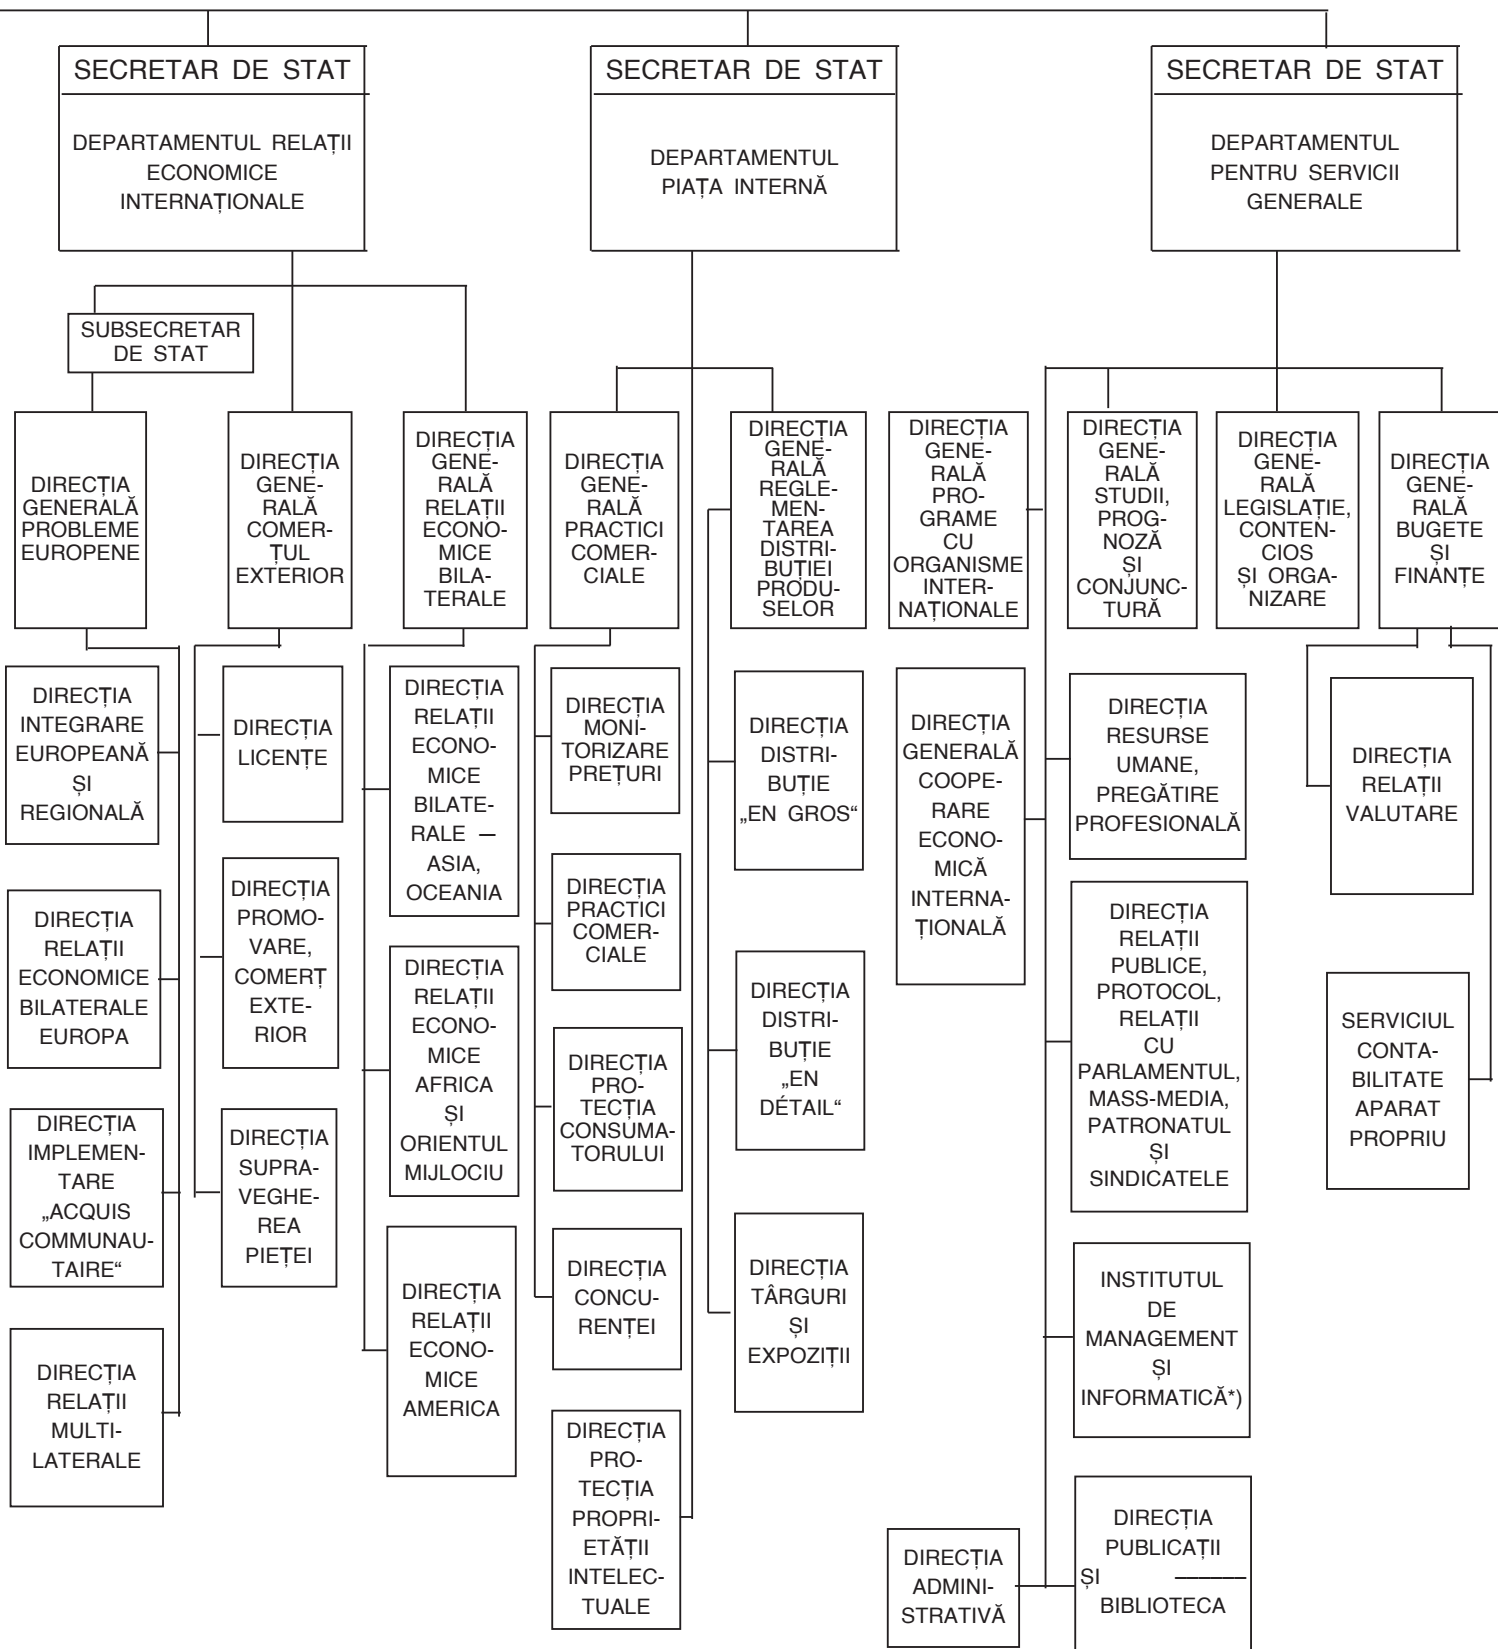 SECRETAR DE STAT
DEPARTAMENTUL RELAȚII
ECONOMICE
INTERNAȚIONALE
SECRETAR DE STAT
DEPARTAMENTUL
PIAȚA INTERNĂ
SECRETAR DE STAT
DEPARTAMENTUL
PENTRU SERVICII
GENERALE
SUBSECRETAR
DE STAT
DIRECȚIA
GENERALĂ
PROBLEME
EUROPENE
DIRECȚIA
GENE-
RALĂ
COMER-
ȚUL
EXTERIOR
DIRECȚIA
GENE-
RALĂ
RELAȚII
ECONO-
MICE
BILA-
TERALE
DIRECȚIA
GENE-
RALĂ
PRACTICI
COMER-
CIALE
DIRECȚIA
GENE-
RALĂ
REGLE-
MEN-
TAREA
DISTRI-
BUȚIEI
PRODU-
SELOR
DIRECȚIA
GENE-
RALĂ
PRO-
GRAME
CU
ORGANISME
INTER-
NAȚIONALE
DIRECȚIA
GENE-
RALĂ
STUDII,
PROG-
NOZĂ
ȘI
CONJUNC-
TURĂ
DIRECȚIA
GENE-
RALĂ
LEGISLAȚIE,
CONTEN-
CIOS
ȘI ORGA-
NIZARE
DIRECȚIA
GENE-
RALĂ
BUGETE
ȘI
FINANȚE
DIRECȚIA
INTEGRARE
EUROPEANĂ
ȘI
REGIONALĂ
DIRECȚIA
LICENȚE
DIRECȚIA
RELAȚII
ECONO-
MICE
BILATE-
RALE —
ASIA,
OCEANIA
DIRECȚIA
MONI-
TORIZARE
PREȚURI
DIRECȚIA
DISTRI-
BUȚIE
„EN GROS“
DIRECȚIA
GENERALĂ
COOPE-
RARE
ECONO-
MICĂ
INTERNA-
ȚIONALĂ
DIRECȚIA
RESURSE
UMANE,
PREGĂTIRE
PROFESIONALĂ
DIRECȚIA
RELAȚII
VALUTARE
DIRECȚIA
RELAȚII
ECONOMICE
BILATERALE
EUROPA
DIRECȚIA
PROMO-
VARE,
COMERȚ
EXTE-
RIOR
DIRECȚIA
RELAȚII
ECONO-
MICE
AFRICA
ȘI
ORIENTUL
MIJLOCIU
DIRECȚIA
PRACTICI
COMER-
CIALE
DIRECȚIA
DISTRI-
BUȚIE
„EN
DÉTAIL“
DIRECȚIA
RELAȚII
PUBLICE,
PROTOCOL,
RELAȚII
CU
PARLAMENTUL,
MASS-MEDIA,
PATRONATUL
ȘI
SINDICATELE
SERVICIUL
CONTA-
BILITATE
APARAT
PROPRIU
DIRECȚIA
IMPLEMEN-
TARE
„ACQUIS
COMMUNAU-
TAIRE“
DIRECȚIA
SUPRA-
VEGHE-
REA
PIEȚEI
DIRECȚIA
PRO-
TECȚIA
CONSUMA-
TORULUI
DIRECȚIA
RELAȚII
MULTI-
LATERALE
DIRECȚIA
RELAȚII
ECONO-
MICE
AMERICA
DIRECȚIA
CONCU-
RENȚEI
DIRECȚIA
TÂRGURI
ȘI
EXPOZIȚII
INSTITUTUL
DE
MANAGEMENT
ȘI
INFORMATICĂ*)
DIRECȚIA
PRO-
TECȚIA
PROPRI-
ETĂȚII
INTELEC-
TUALE
DIRECȚIA
ADMINI-
STRATIVĂ
DIRECȚIA
PUBLICAȚII
ȘI ———
BIBLIOTECA